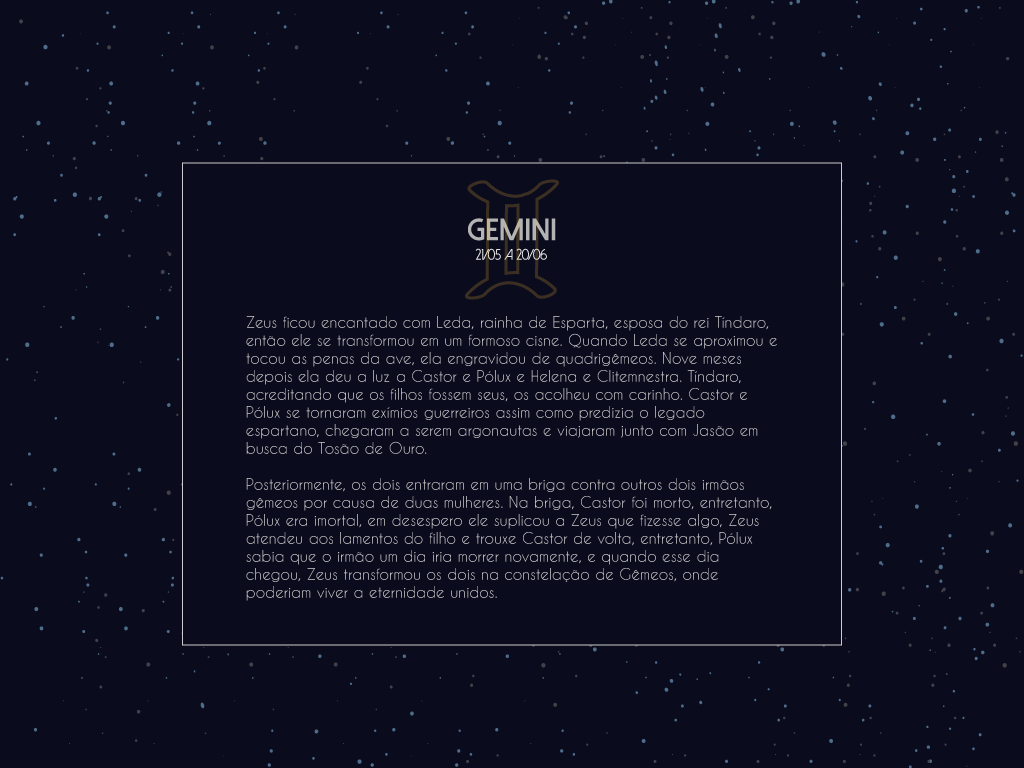 GEMINI
21/05 A 20/06
Zeus ficou encantado com Leda, rainha de Esparta, esposa do rei Tíndaro,
então ele se transformou em um formoso cisne. Quando Leda se aproximou e
tocou as penas da ave, ela engravidou de quadrigêmeos. Nove meses
depois ela deu a luz a Castor e Pólux e Helena e Clitemnestra. Tíndaro,
acreditando que os filhos fossem seus, os acolheu com carinho. Castor e
Pólux se tornaram exímios guerreiros assim como predizia o legado
espartano, chegaram a serem argonautas e viajaram junto com Jasão em
busca do Tosão de Ouro.
Posteriormente, os dois entraram em uma briga contra outros dois irmãos
gêmeos por causa de duas mulheres. Na briga, Castor foi morto, entretanto,
Pólux era imortal, em desespero ele suplicou a Zeus que fizesse algo, Zeus
atendeu aos lamentos do filho e trouxe Castor de volta, entretanto, Pólux
sabia que o irmão um dia iria morrer novamente, e quando esse dia
chegou, Zeus transformou os dois na constelação de Gêmeos, onde
poderiam viver a eternidade unidos.